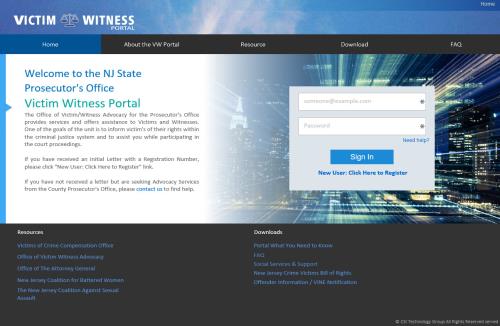 Home
VICTIM WITNESS
PORTAL
Home
About the VW Portal
Resource
Download
FAQ
Welcome to the NJ State
Prosecutor's Office
Victim Witness Portal
The Office of Victim/Witness Advocacy for the Prosecutor's Office
provides services and offers assistance to Victims and Witnesses.
One of the goals of the unit is to inform victim's of their rights within
the criminal justice system and to assist you while participating in
the court proceedings.
If you have received an Initial Letter with a Registration Number,
please click "New User: Click Here to Register" link.
If you have not received a letter but are seeking Advocacy Services
from the County Prosecutor's Office, please contact us to find help.
someone@example.com
Password
Need help?
Sign In
New User: Click Here to Register
Resources
Victims of Crime Compensation Office
Office of Victim Witness Advocacy
Office of The Attorney General
New Jersey Coalition for Battered Women
The New Jersey Coalition Against Sexual
Assault
Downloads
Portal What You Need to Know
FAQ
Social Services & Support
New Jersey Crime Victims Bill of Rights
Offender Information / VINE Notification
Technology Group All Rights Reserved